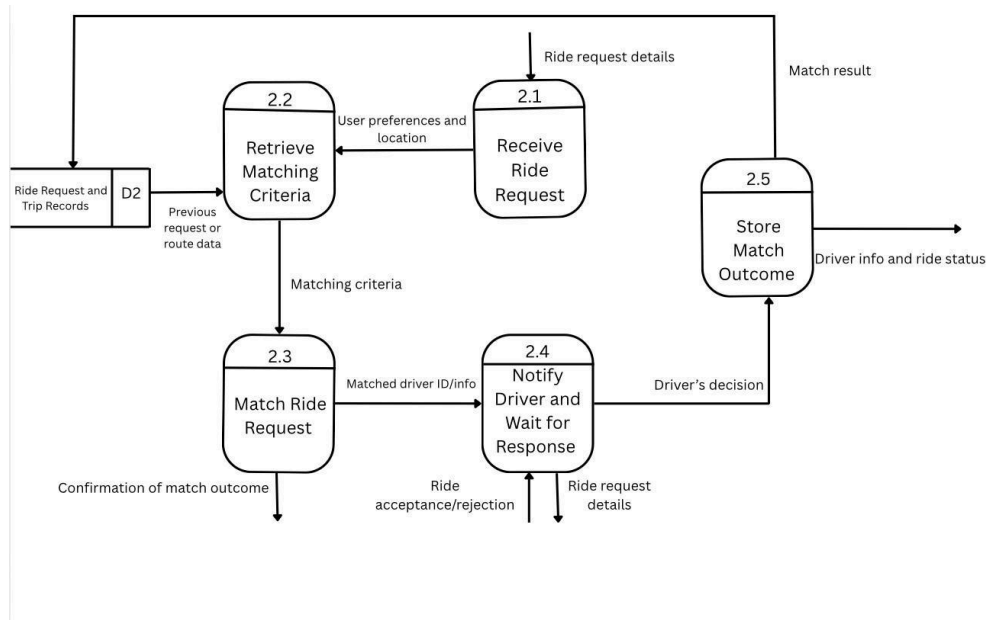 Ride request details
Match result
2.2
Retrieve
Matching
Criteria
User preferences and
location
2.1
Receive
Ride
Request
Ride Request and
Trip Records
D2
Previous
request or
route data
2.5
Store
Match
Outcome
Driver info and ride status
Matching criteria
2.3
Match Ride
Request
Matched driver ID/info
2.4
Notify
Driver and
Wait for
Response
Driver’s decision
Confirmation of match outcome
Ride
acceptance/rejection
Ride request
details